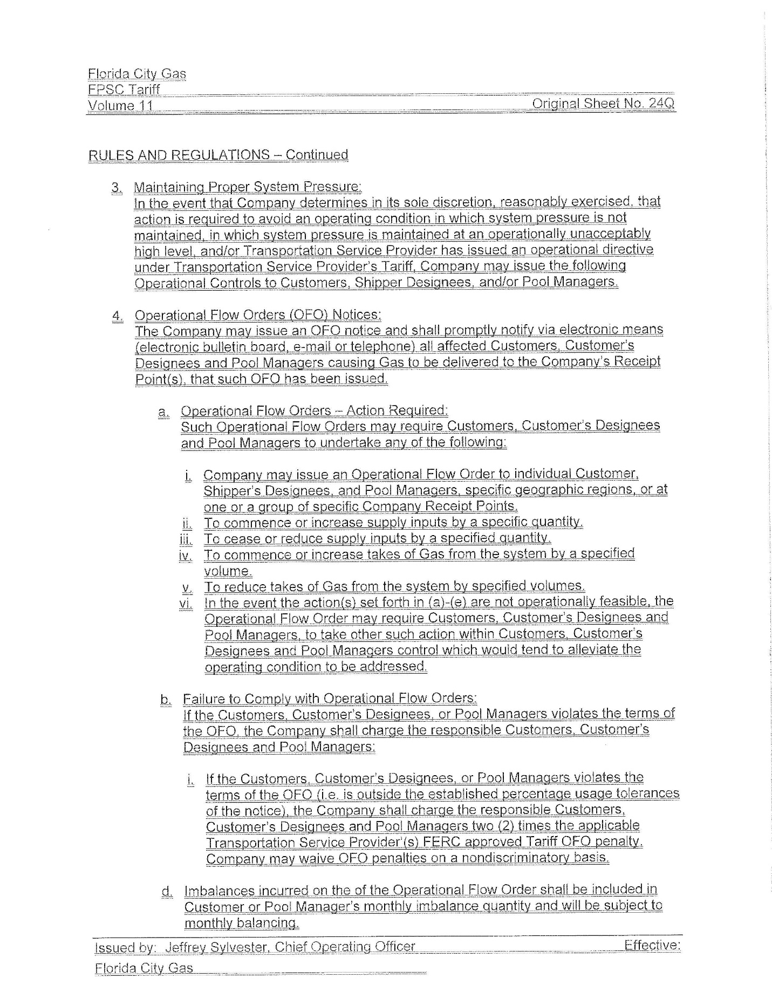 Florida City Gas
FPSC Tariff
Volume 11 Original Sheet No. 24Q
RULES AND REGULATIONS – Continued
3. Maintaining Proper System Pressure:
In the event that Company determines in its sole discretion, reasonably exercised, that
action is required to avoid an operating condition in which system pressure is not
maintained, in which system pressure is maintained at an operationally unacceptably
high level, and/or Transportation Service Provider has issued an operational directive
under Transportation Service Provider's Tariff, Company may issue the following
Operational Controls to Customers, Shipper Designees, and/or Pool Managers.
4. Operational Flow Orders (OFO) Notices:
The Company may issue an OFO notice and shall promptly notify via electronic means
(electronic bulletin board, e-mail or telephone) all affected Customers, Customer's
Designees and Pool Managers causing Gas to be delivered to the Company's Receipt
Point(s), that such OFO has been issued.
a. Operational Flow Orders – Action Required:
Such Operational Flow Orders may require Customers, Customer's Designees
and Pool Managers to undertake any of the following:
i. Company may issue an Operational Flow Order to individual Customer,
Shipper's Designees, and Pool Managers, specific geographic regions, or at
one or a group of specific Company Receipt Points.
ii. To commence or increase supply inputs by a specific quantity.
iii. To cease or reduce supply inputs by a specified quantity.
iv. To commence or increase takes of Gas from the system by a specified
volume.
v. To reduce takes of Gas from the system by specified volumes.
vi. In the event the action(s) set forth in (a)-(e) are not operationally feasible, the
Operational Flow Order may require Customers, Customer's Designees and
Pool Managers, to take other such action within Customers, Customer's
Designees and Pool Managers control which would tend to alleviate the
operating condition to be addressed.
b. Failure to Comply with Operational Flow Orders:
If the Customers, Customer's Designees, or Pool Managers violates the terms of
the OFO, the Company shall charge the responsible Customers, Customer's
Designees and Pool Managers:
i. If the Customers, Customer's Designees, or Pool Managers violates the
terms of the OFO (i.e. is outside the established percentage usage tolerances
of the notice), the Company shall charge the responsible Customers,
Customer's Designees and Pool Managers two (2) times the applicable
Transportation Service Provider'(s) FERC approved Tariff OFO penalty.
Company may waive OFO penalties on a nondiscriminatory basis.
d. Imbalances incurred on the of the Operational Flow Order shall be included in
Customer or Pool Manager's monthly imbalance quantity and will be subject to
monthly balancing.
Issued by: Jeffrey Sylvester, Chief Operating Officer Effective:
Florida City Gas